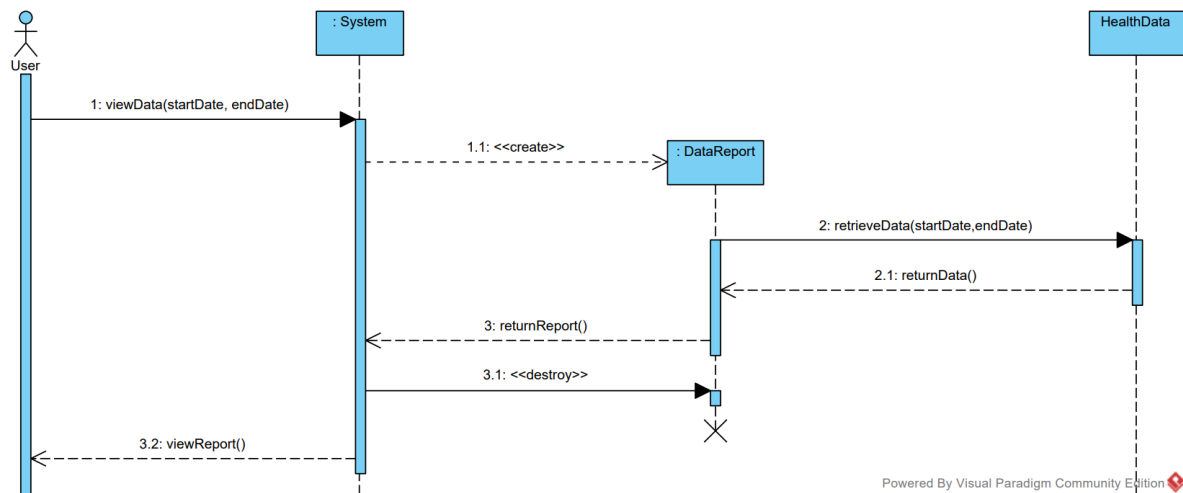 : System
HealthData
User
1: viewData(startDate, endDate)
1.1: <<create>>
: DataReport
2: retrieveData(startDate,endDate)
2.1: returnData()
3: returnReport()
3.1: <<destroy>>
3.2: viewReport()
Powered By Visual Paradigm Community Edition